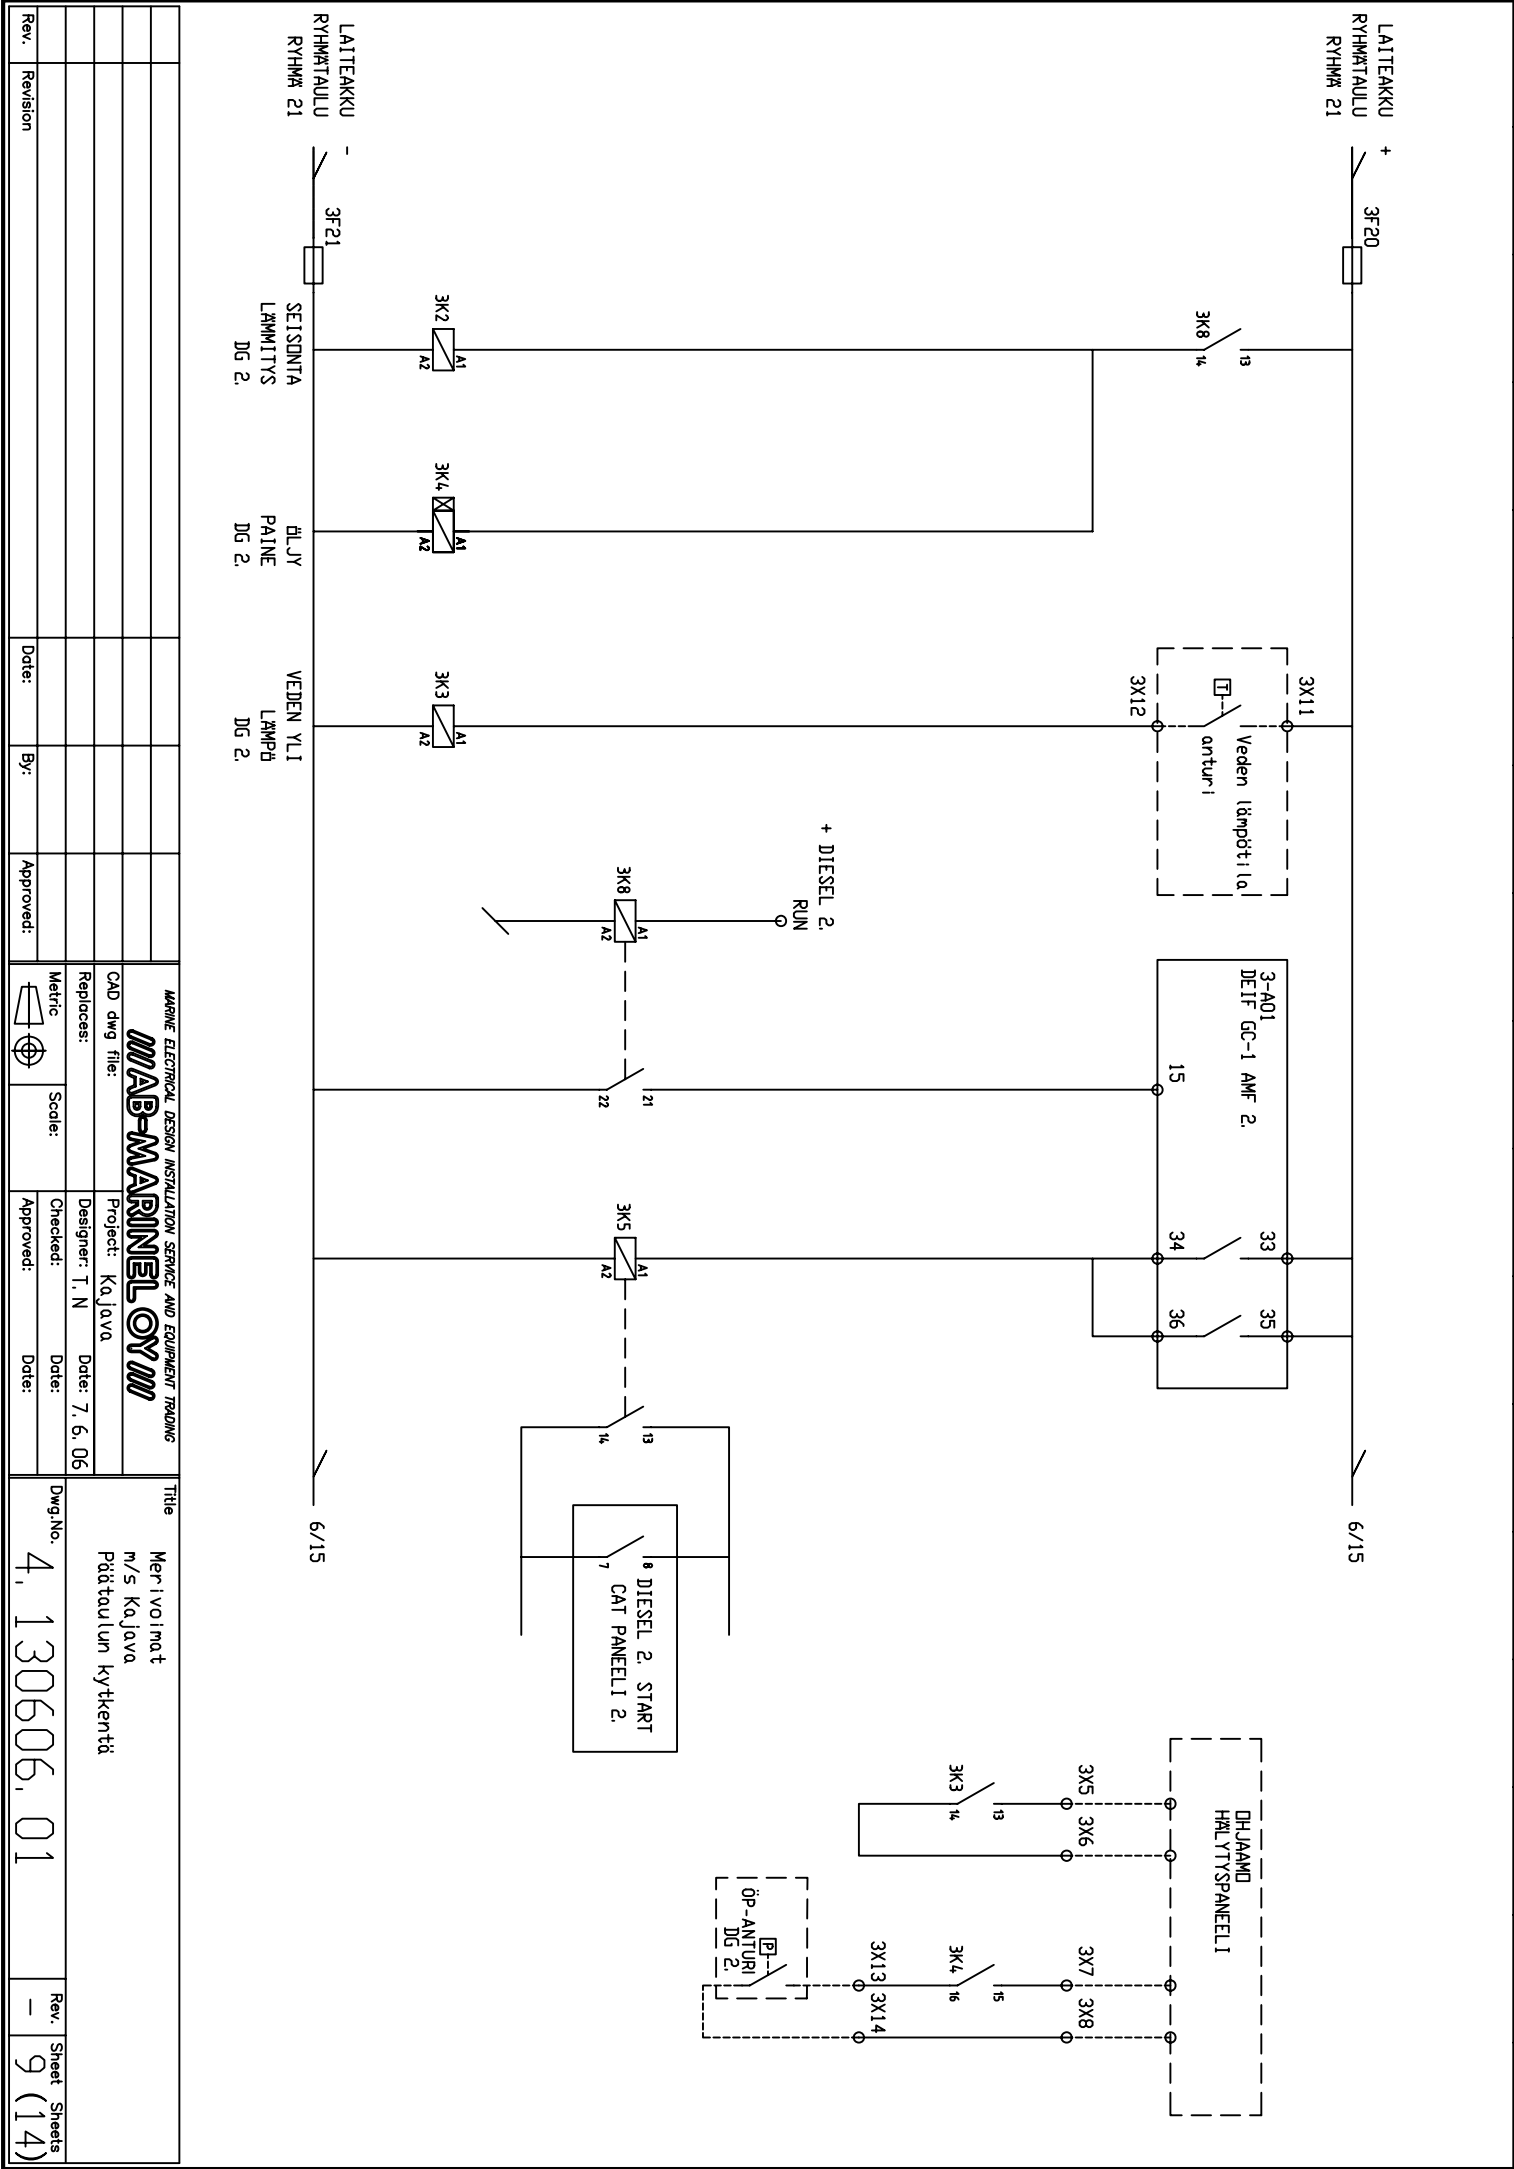 LAITEAKKU +
RYHMÄTAULU
RYHMÄ 21
3F20
3K8
13
14
3X11
3X12
T
Veden lämpötila
anturi
3-A01
DEIF GC-1 AMF 2.
15
33
34
35
36
6/15
+ DIESEL 2.
RUN
3K8
A1
A2
21
22
3K5
A1
A2
13
14
8
7
DIESEL 2. START
CAT PANEELI 2.
OHJAAMO
HÄLYTYSPANEELI
3X5
3X6
3X7
3X8
3K3
13
14
3K4
15
16
3X13
3X14
P
ÖP-ANTURI
DG 2.
3K2
A1
A2
3K4
A1
A2
3K3
A1
A2
LAITEAKKU -
RYHMÄTAULU
RYHMÄ 21
3F21
6/15
SEISONTA
LÄMMITYS
DG 2.
ÖLJY
PAINE
DG 2.
VEDEN YLI
LÄMPÖ
DG 2.
Rev.
Revision
Date:
By:
Approved:
MARINE ELECTRICAL DESIGN INSTALLATION SERVICE AND EQUIPMENT TRADING
////AB-MARINEL OY////
CAD dwg file:
Project: Kajava
Replaces:
Designer: T.N Date: 7.6.06
Metric
Scale:
Checked: Date:
Approved: Date:
Title
Merivoimat
m/s Kajava
Päätaulun kytkentä
Dwg.No. 4.130606.01
Rev. -
Sheet Sheets
9 (14)